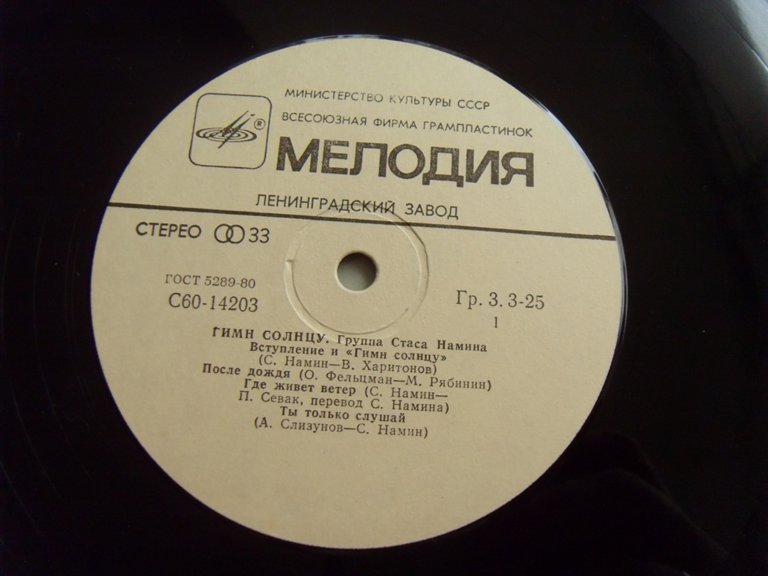 МИНИСТЕРСТВО КУЛЬТУРЫ СССР
ВСЕСОЮЗНАЯ ФИРМА ГРАМПЛАСТИНОК
®
МЕЛОДИЯ
ЛЕНИНГРАДСКИЙ ЗАВОД
СТЕРЕО 33
ГОСТ 5289-80
С60-14203
Гр. 3. 3-25
1
ГИМН СОЛНЦУ. Группа Стаса Намина
Вступление и «Гимн солнцу»
(С. Намин—В. Харитонов)
После дождя (О. Фельцман—М. Рябинин)
Где живет ветер (С. Намин—
П. Севак, перевод С. Намина)
Ты только слушай
(А. Слизунов—С. Намин)